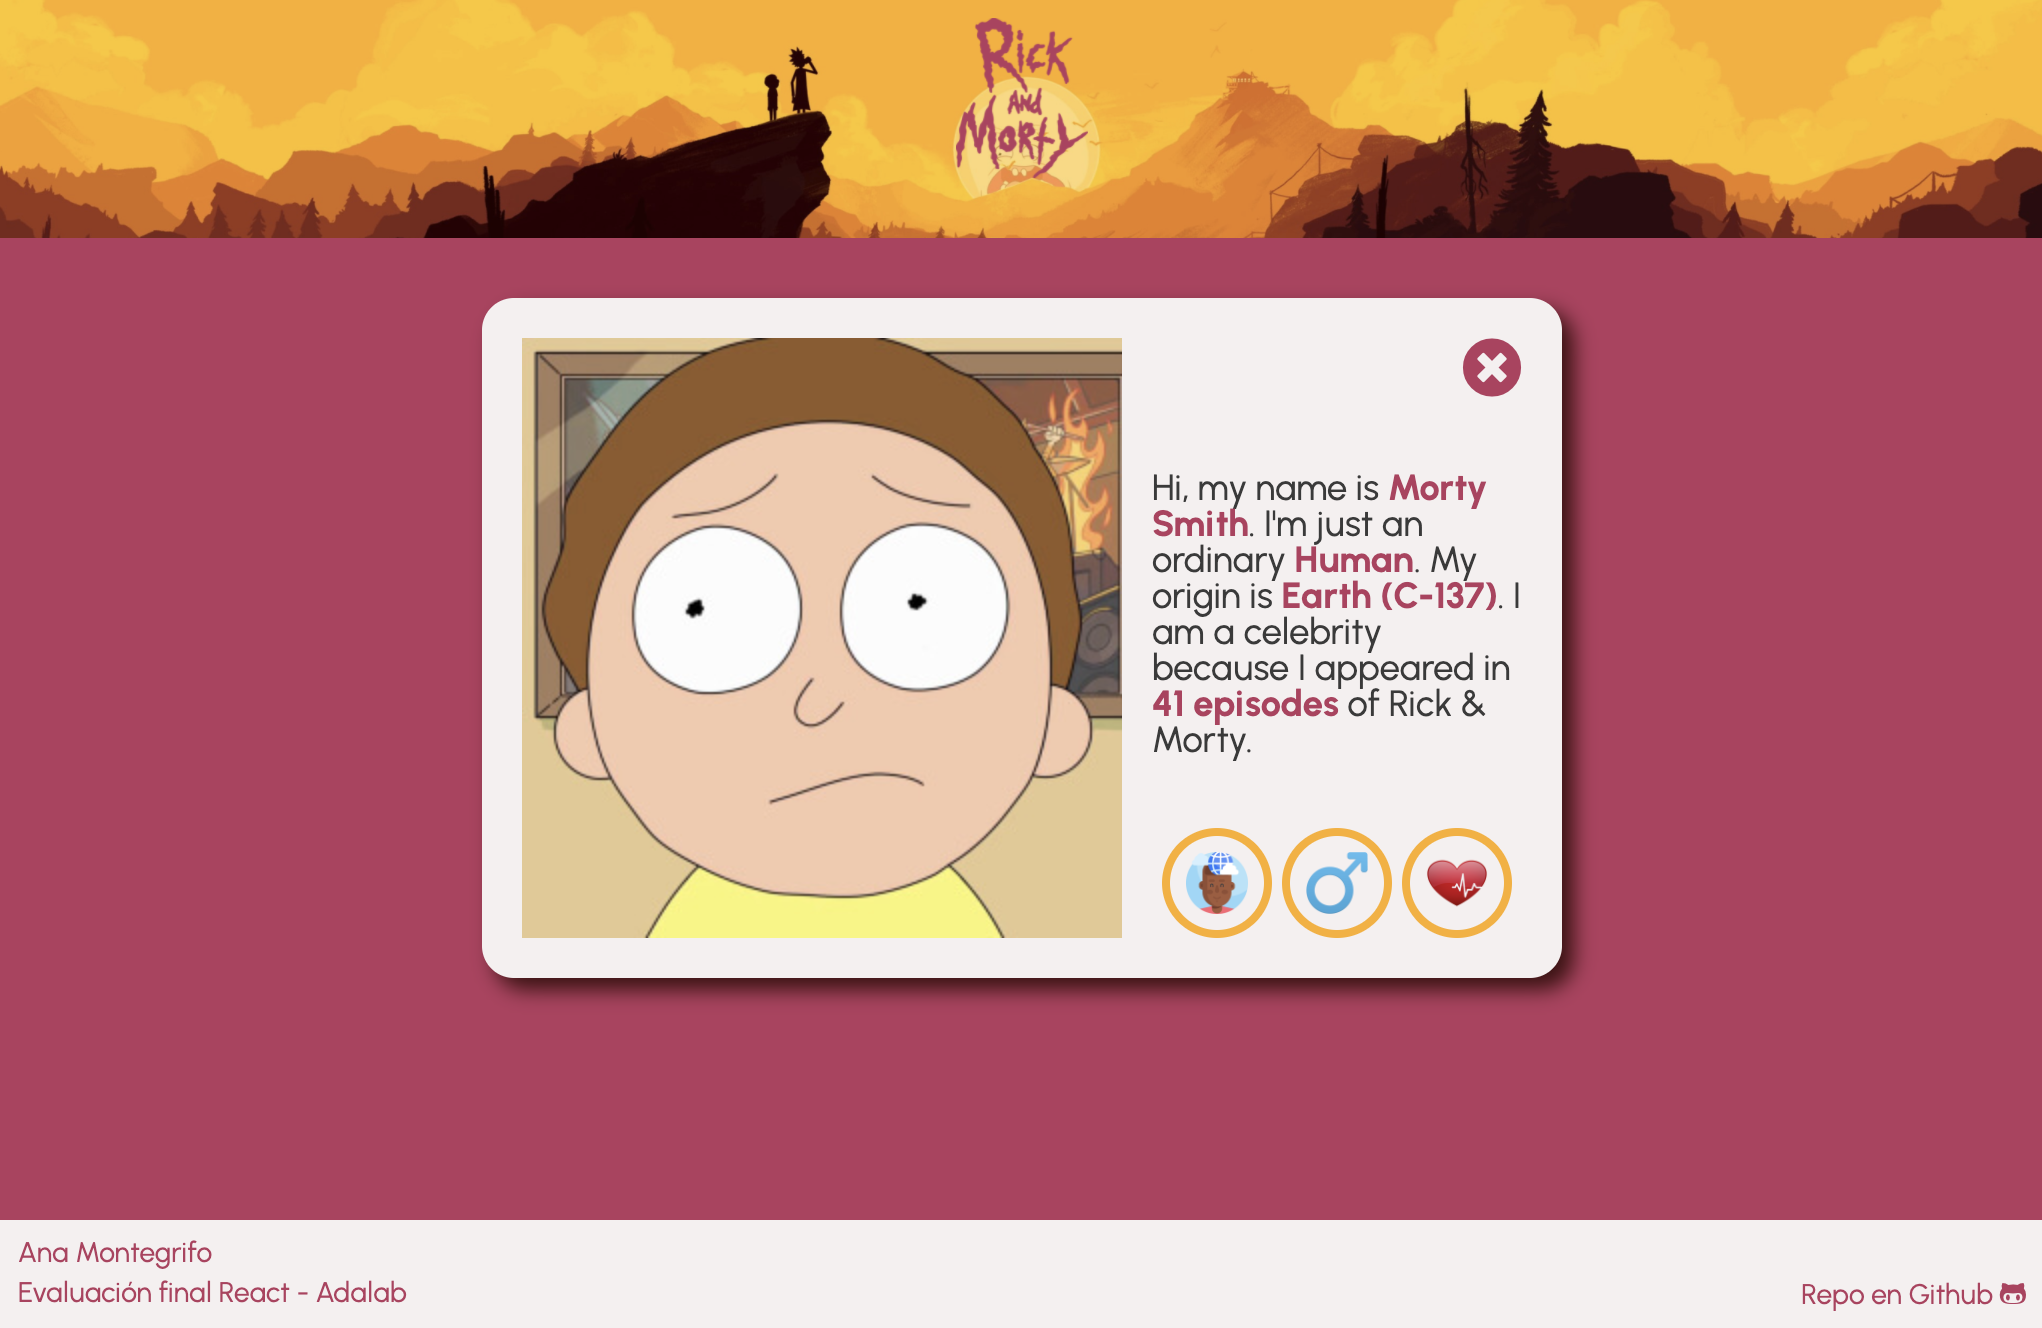 Rick
and
Morty
Hi, my name is Morty
Smith. I'm just an
ordinary Human. My
origin is Earth (C-137). I
am a celebrity
because I appeared in
41 episodes of Rick &
Morty.
Ana Montegrifo
Evaluación final React - Adalab
Repo en Github